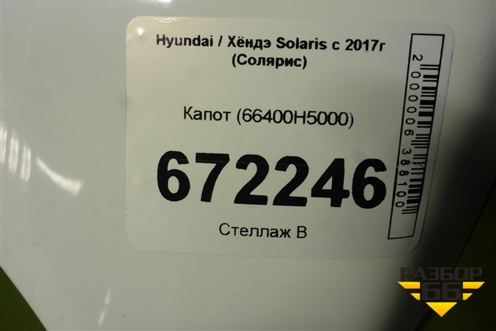 Hyundai / Хёндэ Solaris с 2017г
(Солярис)
Капот (66400H5000)
672246
Стеллаж В
2000006388100
РАЗБОР
66